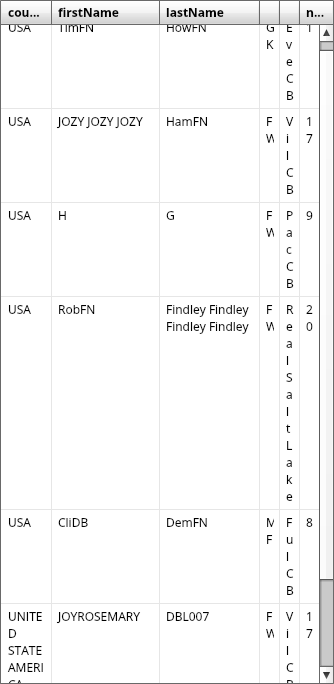 cou... firstName lastName n...
USA TimFN HowFN G E 1
K v
e
C
B
USA JOZY JOZY JOZY HamFN F V 1
W i 7
l
C
B
USA H G F P 9
W a
c
C
B
USA RobFN Findley Findley F R 2
Findley Findley W e 0
a
l
S
a
l
t
L
a
k
e
USA CliDB DemFN M F 8
F u
l
C
B
UNITE JOYROSEMARY DBL007 F V 1
D W i 7
STATE l
AMERI C
CA B